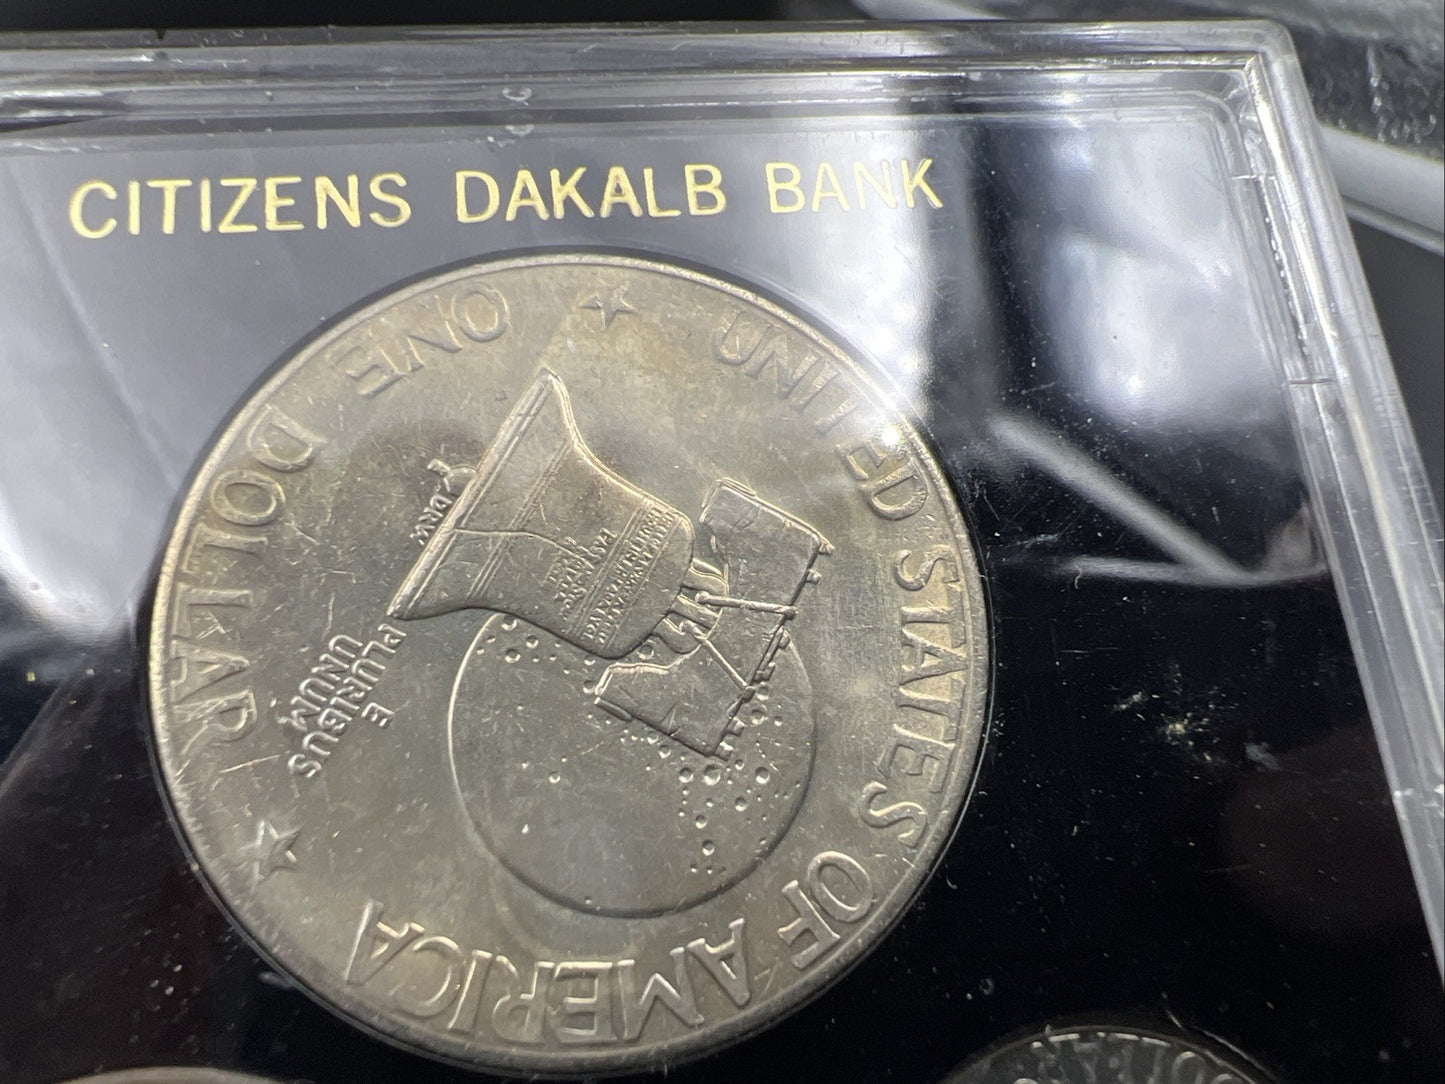 CITIZENS DAKALB BANK
UNITED STATES OF AMERICA
ONE DOLLAR
E
PLURIBUS
UNUM